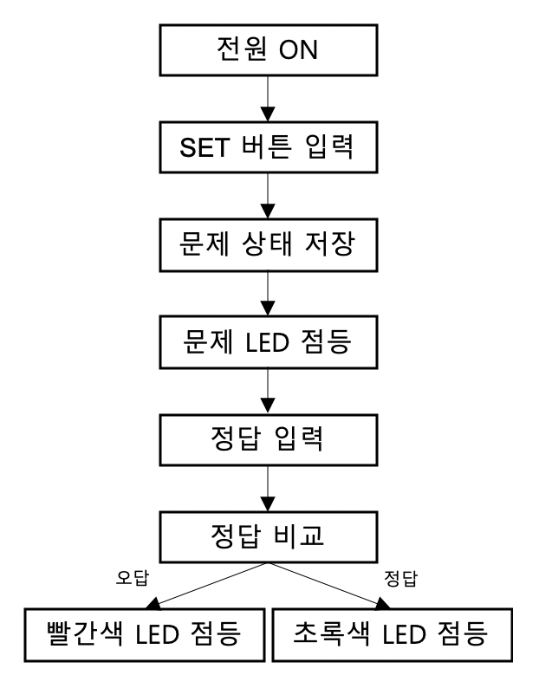 전원 ON
SET 버튼 입력
문제 상태 저장
문제 LED 점등
정답 입력
정답 비교
오답
정답
빨간색 LED 점등
초록색 LED 점등